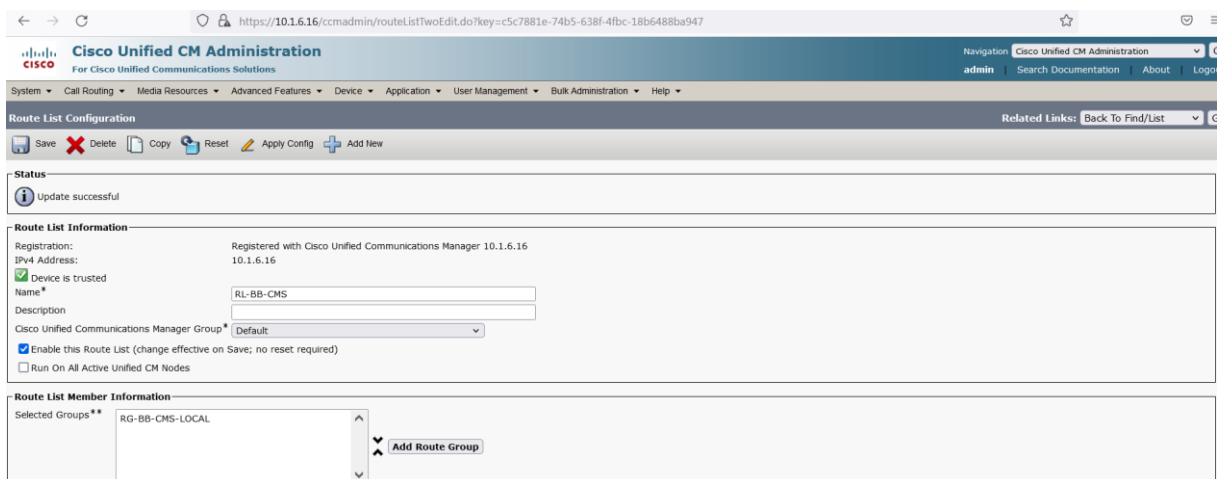 https://10.1.6.16/ccmadmin/routeListTwoEdit.do?key=c5c7881e-74b5-638f-4fbc-18b6488ba947
CISCO
Cisco Unified CM Administration
For Cisco Unified Communications Solutions
Navigation Cisco Unified CM Administration
admin Search Documentation About Logou
System Call Routing Media Resources Advanced Features Device Application User Management Bulk Administration Help
Route List Configuration
Related Links: Back To Find/List G
Save Delete Copy Reset Apply Config Add New
Status
Update successful
Route List Information
Registration: Registered with Cisco Unified Communications Manager 10.1.6.16
IPv4 Address: 10.1.6.16
Device is trusted
Name* RL-BB-CMS
Description
Cisco Unified Communications Manager Group* Default
Enable this Route List (change effective on Save; no reset required)
Run On All Active Unified CM Nodes
Route List Member Information
Selected Groups** RG-BB-CMS-LOCAL
Add Route Group